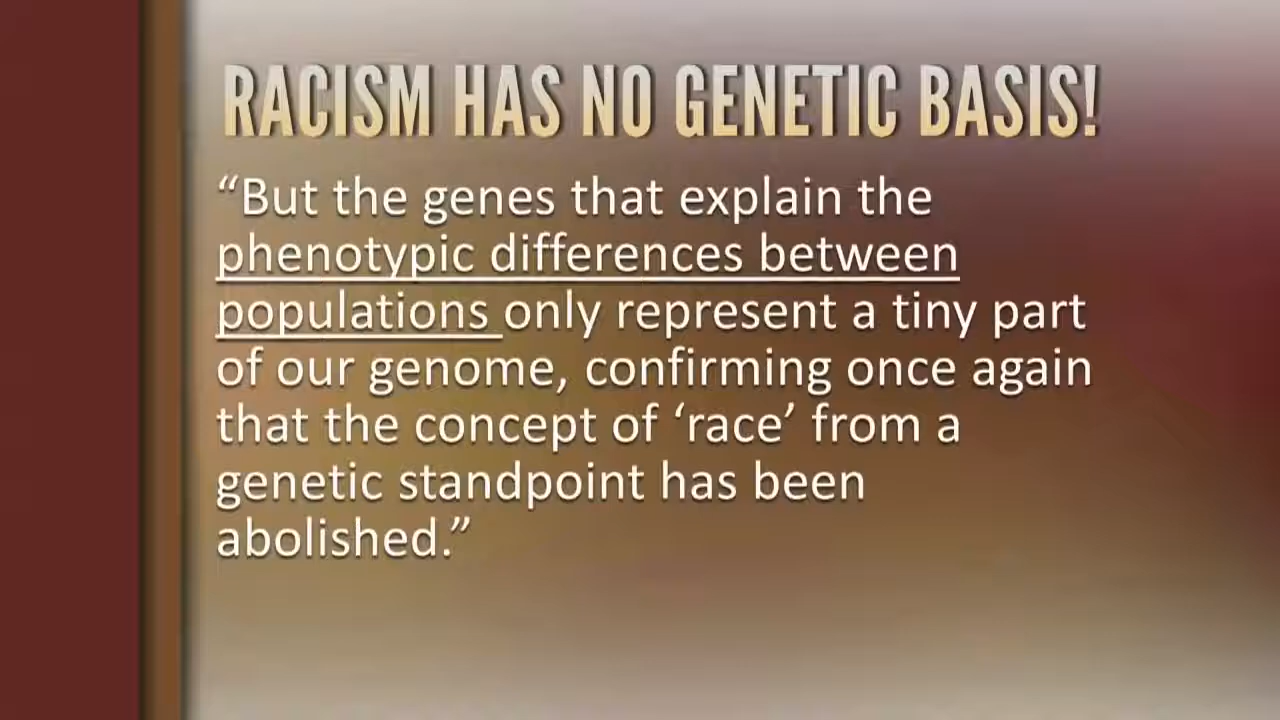 RACISM HAS NO GENETIC BASIS!
“But the genes that explain the
phenotypic differences between
populations only represent a tiny part
of our genome, confirming once again
that the concept of ‘race’ from a
genetic standpoint has been
abolished.”